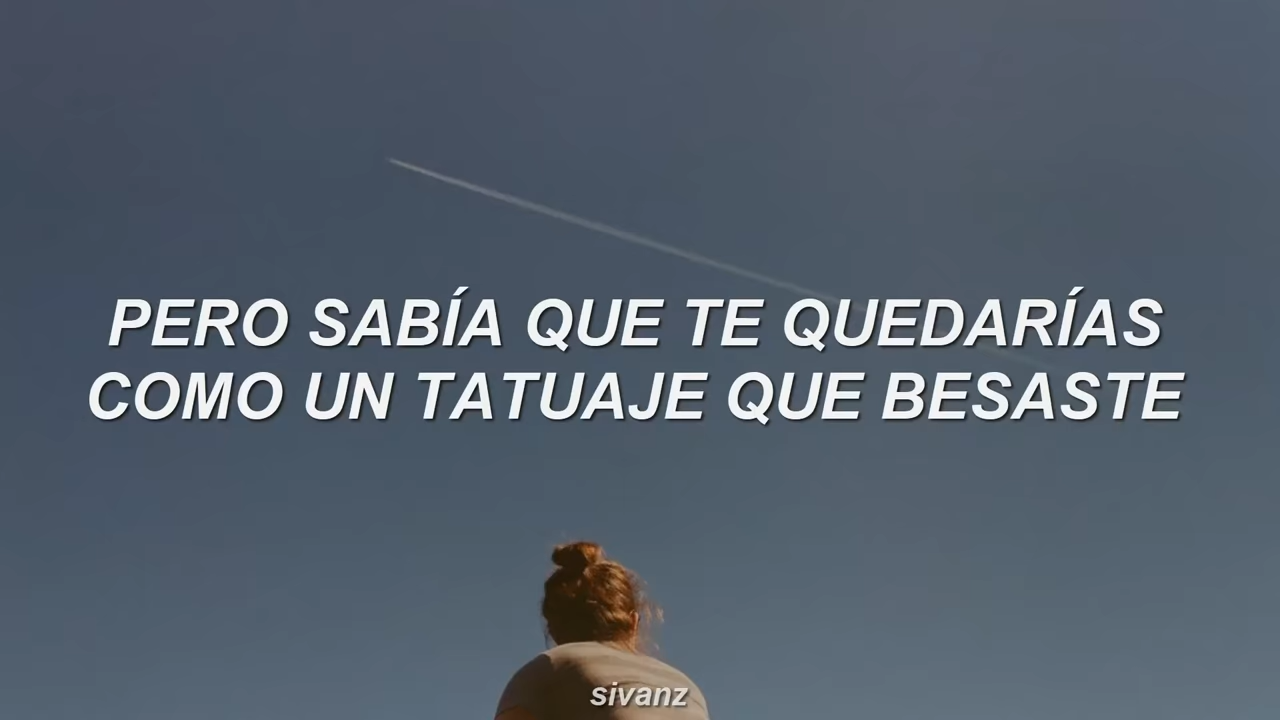 PERO SABÍA QUE TE QUEDARÍAS
COMO UN TATUAJE QUE BESASTE
sivanz